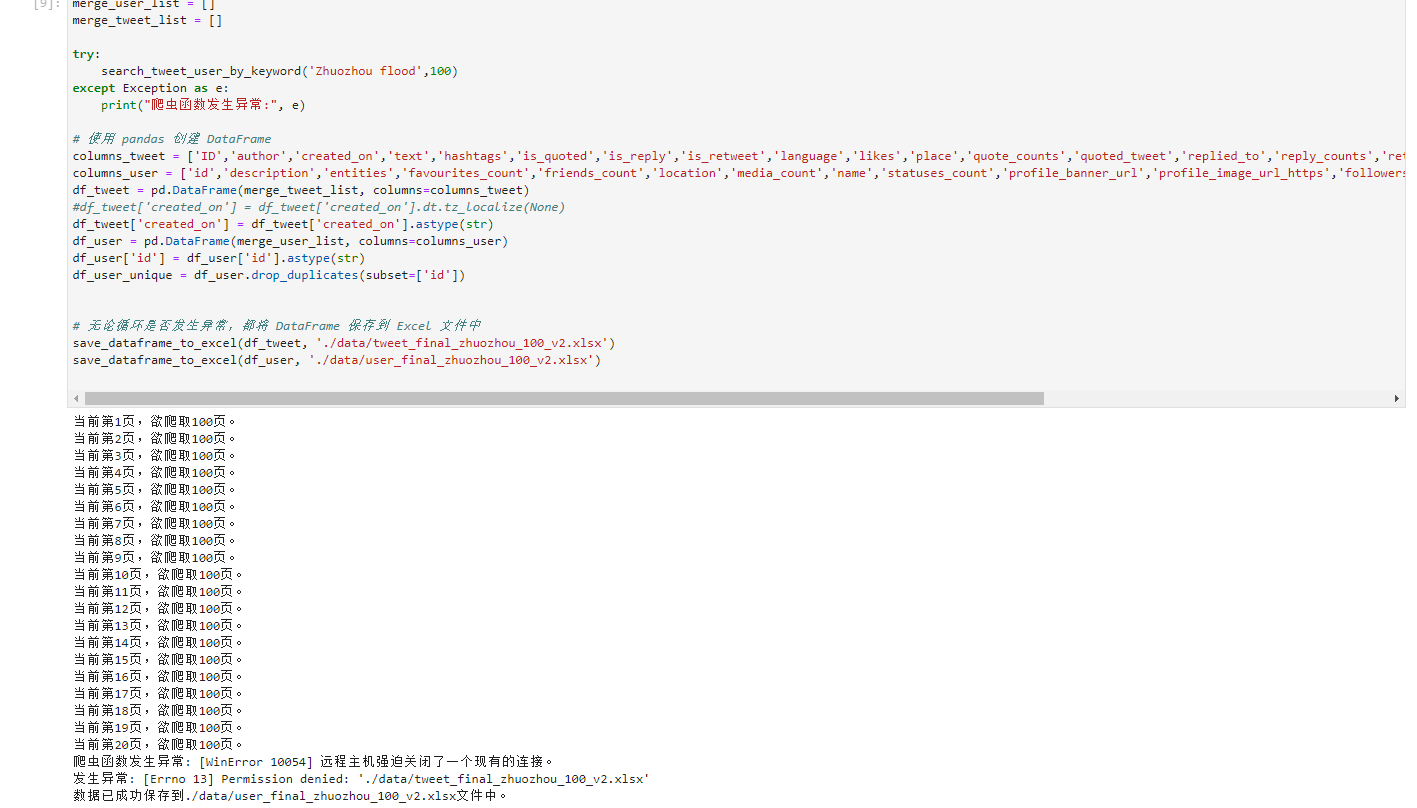 [9]: merge_user_list = []
merge_tweet_list = []
try:
search_tweet_user_by_keyword('Zhuozhou flood',100)
except Exception as e:
print("爬虫函数发生异常:", e)
# 使用 pandas 创建 DataFrame
columns_tweet = ['ID','author','created_on','text','hashtags','is_quoted','is_reply','is_retweet','language','likes','place','quote_counts','quoted_tweet','replied_to','reply_counts','ret
columns_user = ['id','description','entities','favourites_count','friends_count','location','media_count','name','statuses_count','profile_banner_url','profile_image_url_https','followers
df_tweet = pd.DataFrame(merge_tweet_list, columns=columns_tweet)
#df_tweet['created_on'] = df_tweet['created_on'].dt.tz_localize(None)
df_tweet['created_on'] = df_tweet['created_on'].astype(str)
df_user = pd.DataFrame(merge_user_list, columns=columns_user)
df_user['id'] = df_user['id'].astype(str)
df_user_unique = df_user.drop_duplicates(subset=['id'])
# 无论循环是否发生异常，都将 DataFrame 保存到 Excel 文件中
save_dataframe_to_excel(df_tweet, './data/tweet_final_zhuozhou_100_v2.xlsx')
save_dataframe_to_excel(df_user, './data/user_final_zhuozhou_100_v2.xlsx')
当前第1页，欲爬取100页。
当前第2页，欲爬取100页。
当前第3页，欲爬取100页。
当前第4页，欲爬取100页。
当前第5页，欲爬取100页。
当前第6页，欲爬取100页。
当前第7页，欲爬取100页。
当前第8页，欲爬取100页。
当前第9页，欲爬取100页。
当前第10页，欲爬取100页。
当前第11页，欲爬取100页。
当前第12页，欲爬取100页。
当前第13页，欲爬取100页。
当前第14页，欲爬取100页。
当前第15页，欲爬取100页。
当前第16页，欲爬取100页。
当前第17页，欲爬取100页。
当前第18页，欲爬取100页。
当前第19页，欲爬取100页。
当前第20页，欲爬取100页。
爬虫函数发生异常: [WinError 10054] 远程主机强迫关闭了一个现有的连接。
发生异常: [Errno 13] Permission denied: './data/tweet_final_zhuozhou_100_v2.xlsx'
数据已成功保存到./data/user_final_zhuozhou_100_v2.xlsx文件中。